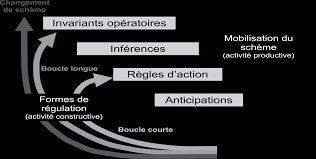 Changement
de schème
Invariants opératoires
Inférences
Mobilisation du
schème
(activité productive)
Boucle longue
Règles d'action
Formes de
régulation
(activité constructive)
Anticipations
Boucle courte